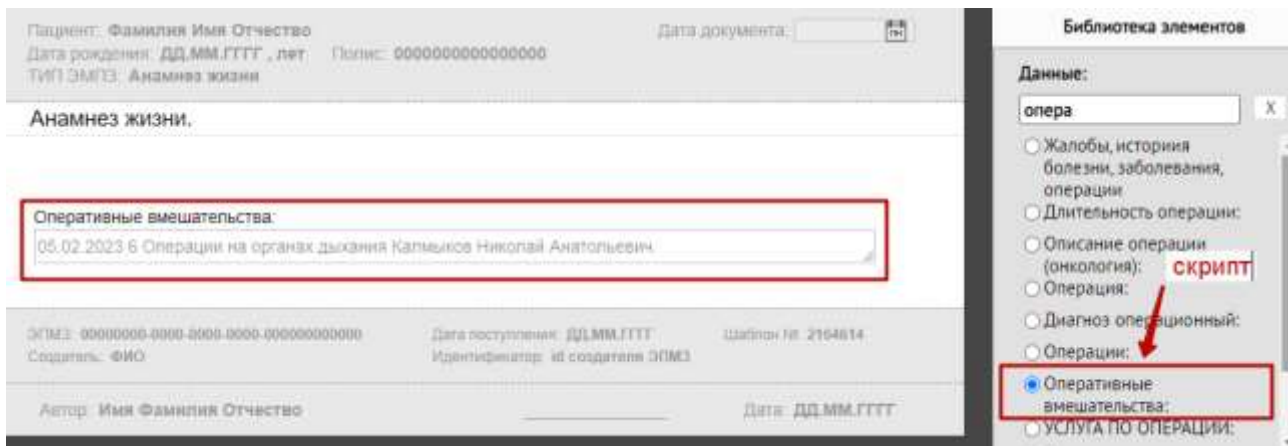 Пациент: Фамилия Имя Отчество
Дата документа:
Дата рождения: ДД.ММ.ГГГГ , лет Полис: 0000000000000000
ТИП ЭМПЗ: Анамнез жизни
Анамнез жизни.
Оперативные вмешательства:
05.02.2023 6 Операции на органах дыхания Калмыков Николай Анатольевич
ЭПМЗ: 00000000-0000-0000-0000-000000000000 Дата поступления: ДД.ММ.ГГГГ Шаблон №: 2164614
Создатель: ФИО Идентификатор: id создателя ЭПМЗ
Автор: Имя Фамилия Отчество Дата: ДД.ММ.ГГГГ
Библиотека элементов
Данные:
опера X
Жалобы, историия
болезни, заболевания,
операции
Длительность операции:
Описание операции
(онкология):
скрипт
Операция:
Диагноз операционный:
Операции:
Оперативные
вмешательства:
УСЛУГА ПО ОПЕРАЦИИ: